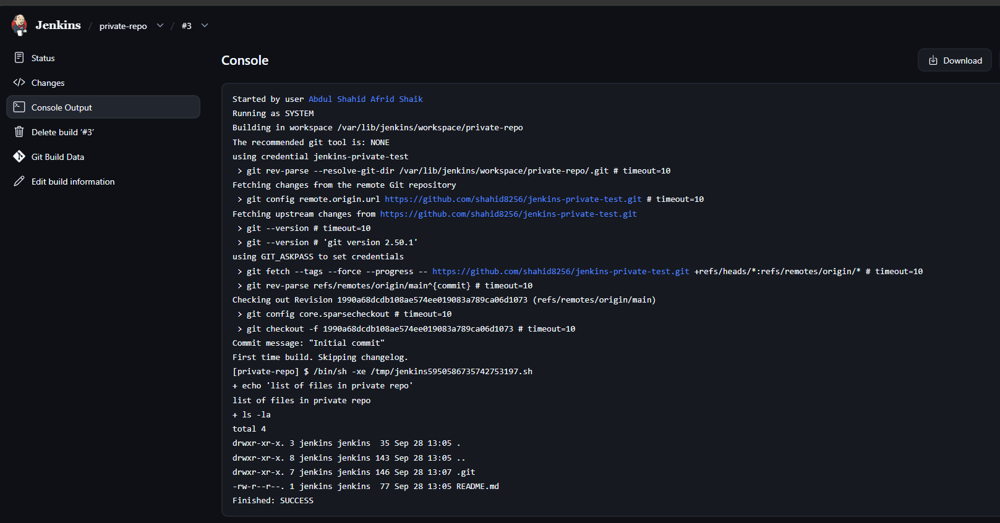 Jenkins / private-repo / #3
Status
Changes
Console Output
Delete build ‘#3’
Git Build Data
Edit build information
Console
Download
Started by user Abdul Shahid Afrid Shaik
Running as SYSTEM
Building in workspace /var/lib/jenkins/workspace/private-repo
The recommended git tool is: NONE
using credential jenkins-private-test
 > git rev-parse --resolve-git-dir /var/lib/jenkins/workspace/private-repo/.git # timeout=10
Fetching changes from the remote Git repository
 > git config remote.origin.url https://github.com/shahid8256/jenkins-private-test.git # timeout=10
Fetching upstream changes from https://github.com/shahid8256/jenkins-private-test.git
 > git --version # timeout=10
 > git --version # 'git version 2.50.1'
using GIT_ASKPASS to set credentials
 > git fetch --tags --force --progress -- https://github.com/shahid8256/jenkins-private-test.git +refs/heads/*:refs/remotes/origin/* # timeout=10
 > git rev-parse refs/remotes/origin/main^{commit} # timeout=10
Checking out Revision 1990a68dcdb108ae574ee019083a789ca06d1073 (refs/remotes/origin/main)
 > git config core.sparsecheckout # timeout=10
 > git checkout -f 1990a68dcdb108ae574ee019083a789ca06d1073 # timeout=10
Commit message: "Initial commit"
First time build. Skipping changelog.
[private-repo] $ /bin/sh -xe /tmp/jenkins5950586735742753197.sh
+ echo 'list of files in private repo'
list of files in private repo
+ ls -la
total 4
drwxr-xr-x. 3 jenkins jenkins  35 Sep 28 13:05 .
drwxr-xr-x. 8 jenkins jenkins 143 Sep 28 13:05 ..
drwxr-xr-x. 7 jenkins jenkins 146 Sep 28 13:07 .git
-rw-r--r--. 1 jenkins jenkins  77 Sep 28 13:05 README.md
Finished: SUCCESS